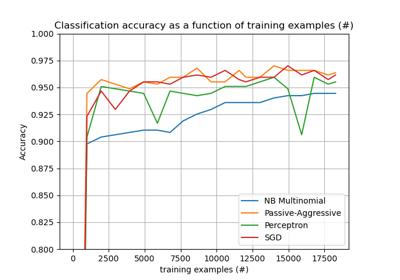 Classification accuracy as a function of training examples (#)
1.000
0.975
0.950
0.925
0.900
0.875
0.850
0.825
0.800
Accuracy
NB Multinomial
Passive-Aggressive
Perceptron
SGD
0 2500 5000 7500 10000 12500 15000 17500
training examples (#)